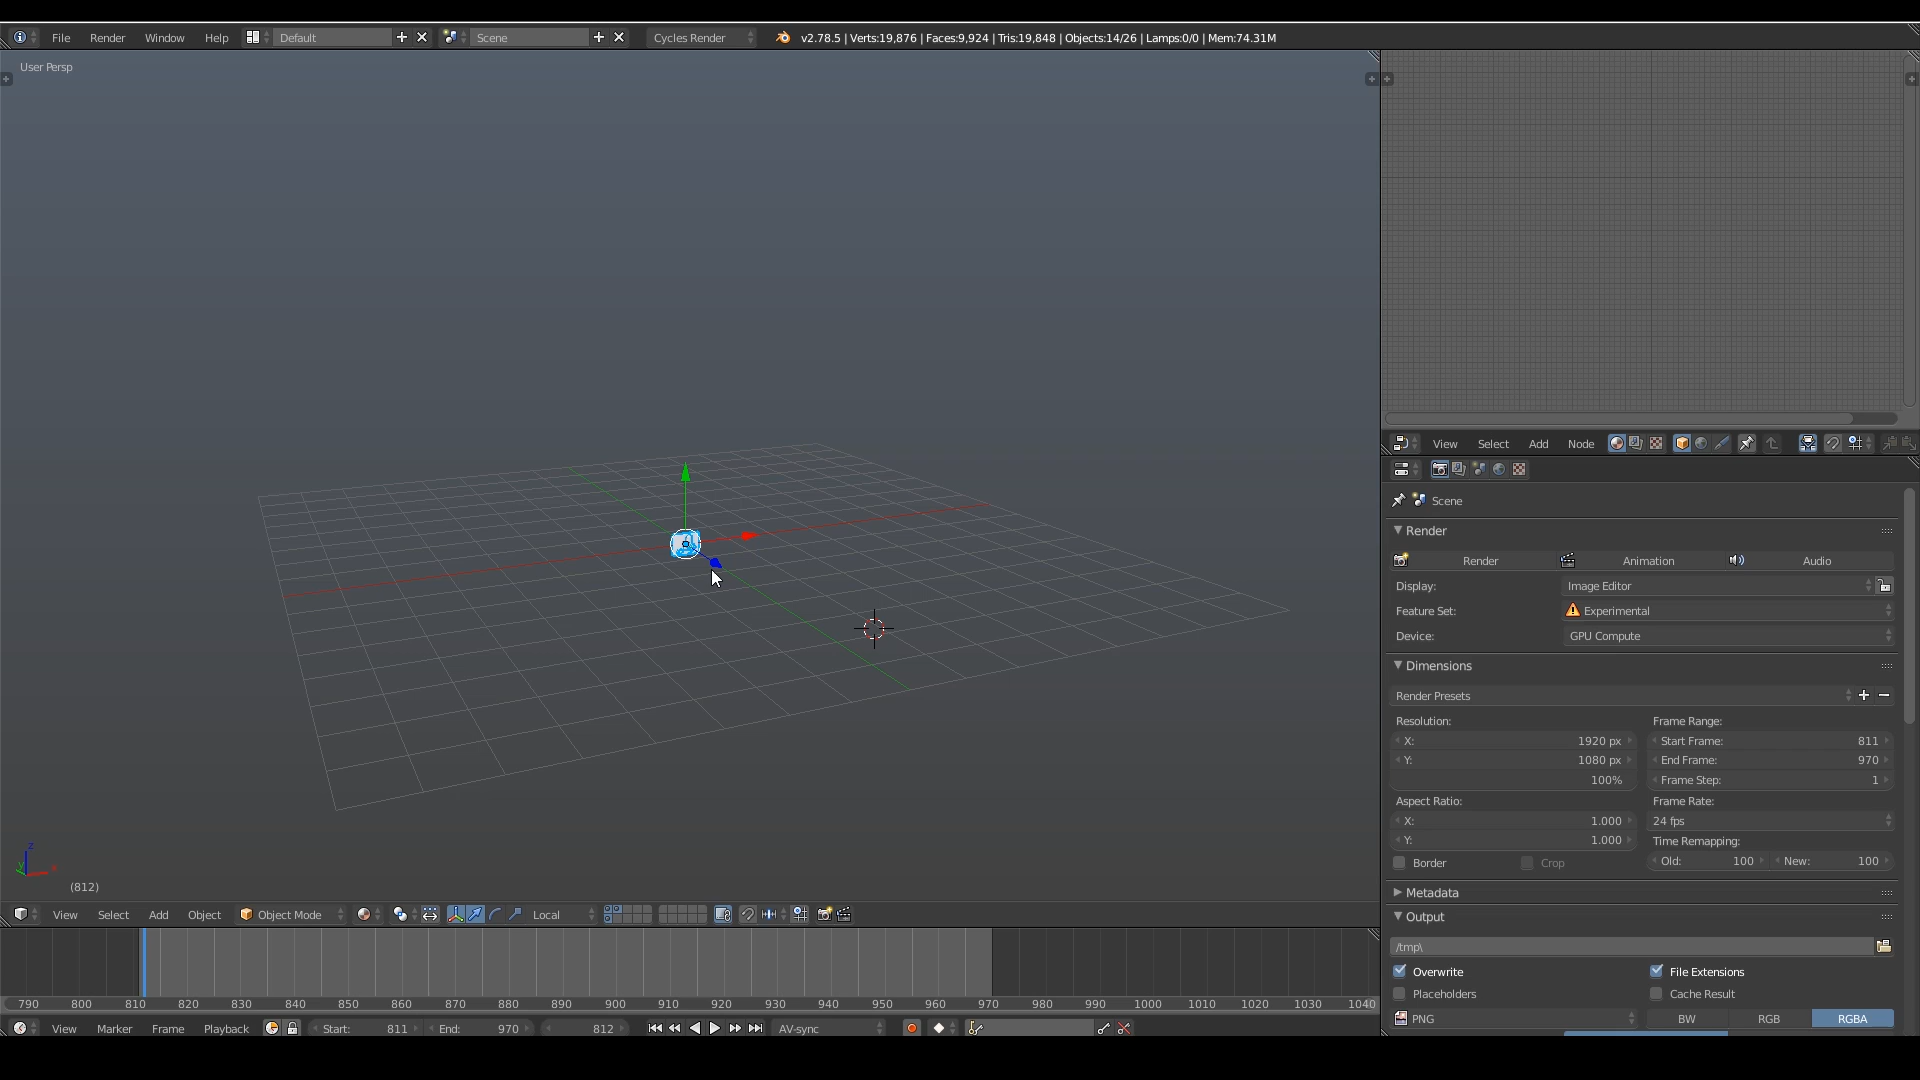 File Render Window Help Default Scene Cycles Render v2.78.5 | Verts:19,876 | Faces:9,924 | Tris:19,848 | Objects:14/26 | Lamps:0/0 | Mem:74.31M
User Persp
View Select Add Node
Scene
Render
Render Animation Audio
Display: Image Editor
Feature Set: Experimental
Device: GPU Compute
Dimensions
Render Presets
Resolution: Frame Range:
X: 1920 px Start Frame: 811
Y: 1080 px End Frame: 970
100% Frame Step: 1
Aspect Ratio: Frame Rate:
X: 1.000 24 fps
Y: 1.000 Time Remapping:
Border Crop Old: 100 New: 100
Metadata
Output
/tmp\
Overwrite File Extensions
Placeholders Cache Result
PNG BW RGB RGBA
z
y x
(812)
View Select Add Object Object Mode Local
790 800 810 820 830 840 850 860 870 880 890 900 910 920 930 940 950 960 970 980 990 1000 1010 1020 1030 1040
View Marker Frame Playback Start: 811 End: 970 812 AV-sync